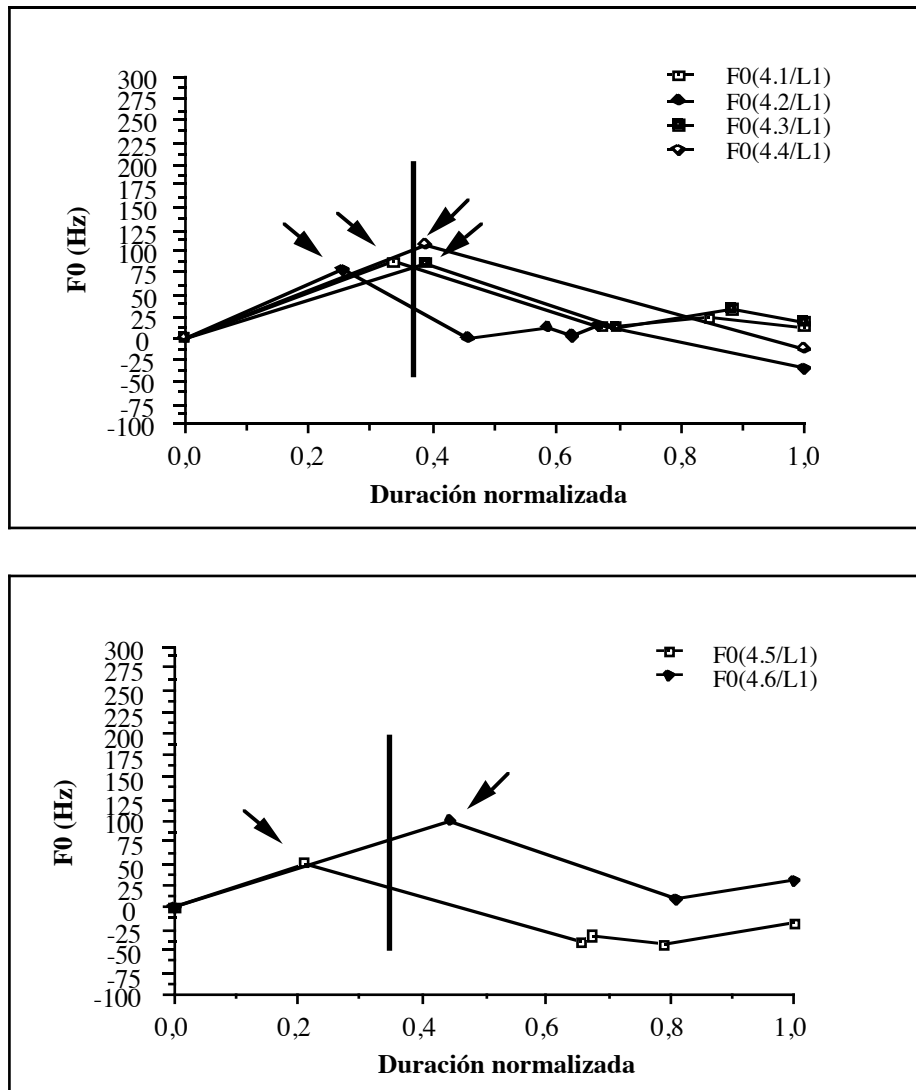 F0(4.1/L1)
F0(4.2/L1)
F0(4.3/L1)
F0(4.4/L1)
F0 (Hz)
300
275
250
225
200
175
150
125
100
75
50
25
0
-25
-50
-75
-100
0,0 0,2 0,4 0,6 0,8 1,0
Duración normalizada
F0(4.5/L1)
F0(4.6/L1)
F0 (Hz)
300
275
250
225
200
175
150
125
100
75
50
25
0
-25
-50
-75
-100
0,0 0,2 0,4 0,6 0,8 1,0
Duración normalizada